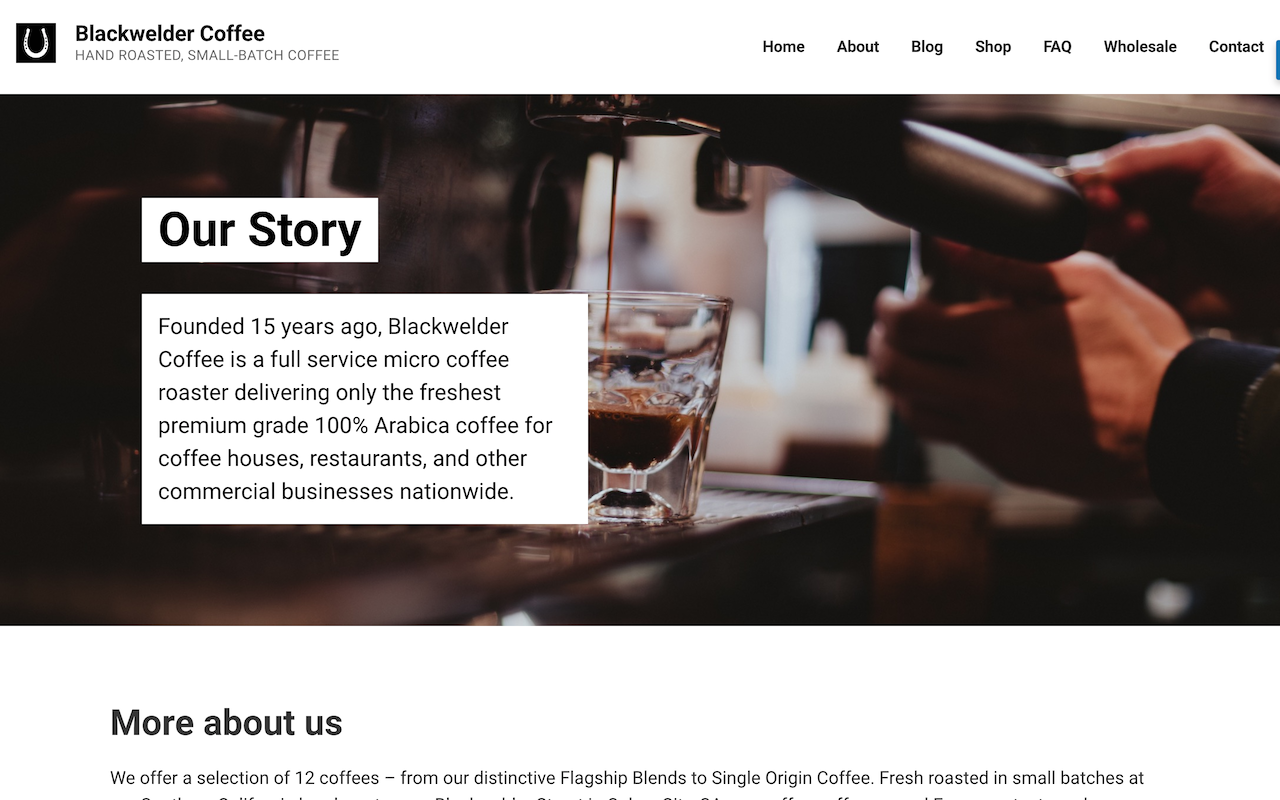 Blackwelder Coffee
HAND ROASTED, SMALL-BATCH COFFEE
Home
About
Blog
Shop
FAQ
Wholesale
Contact
Our Story
Founded 15 years ago, Blackwelder
Coffee is a full service micro coffee
roaster delivering only the freshest
premium grade 100% Arabica coffee for
coffee houses, restaurants, and other
commercial businesses nationwide.
More about us
We offer a selection of 12 coffees – from our distinctive Flagship Blends to Single Origin Coffee. Fresh roasted in small batches at